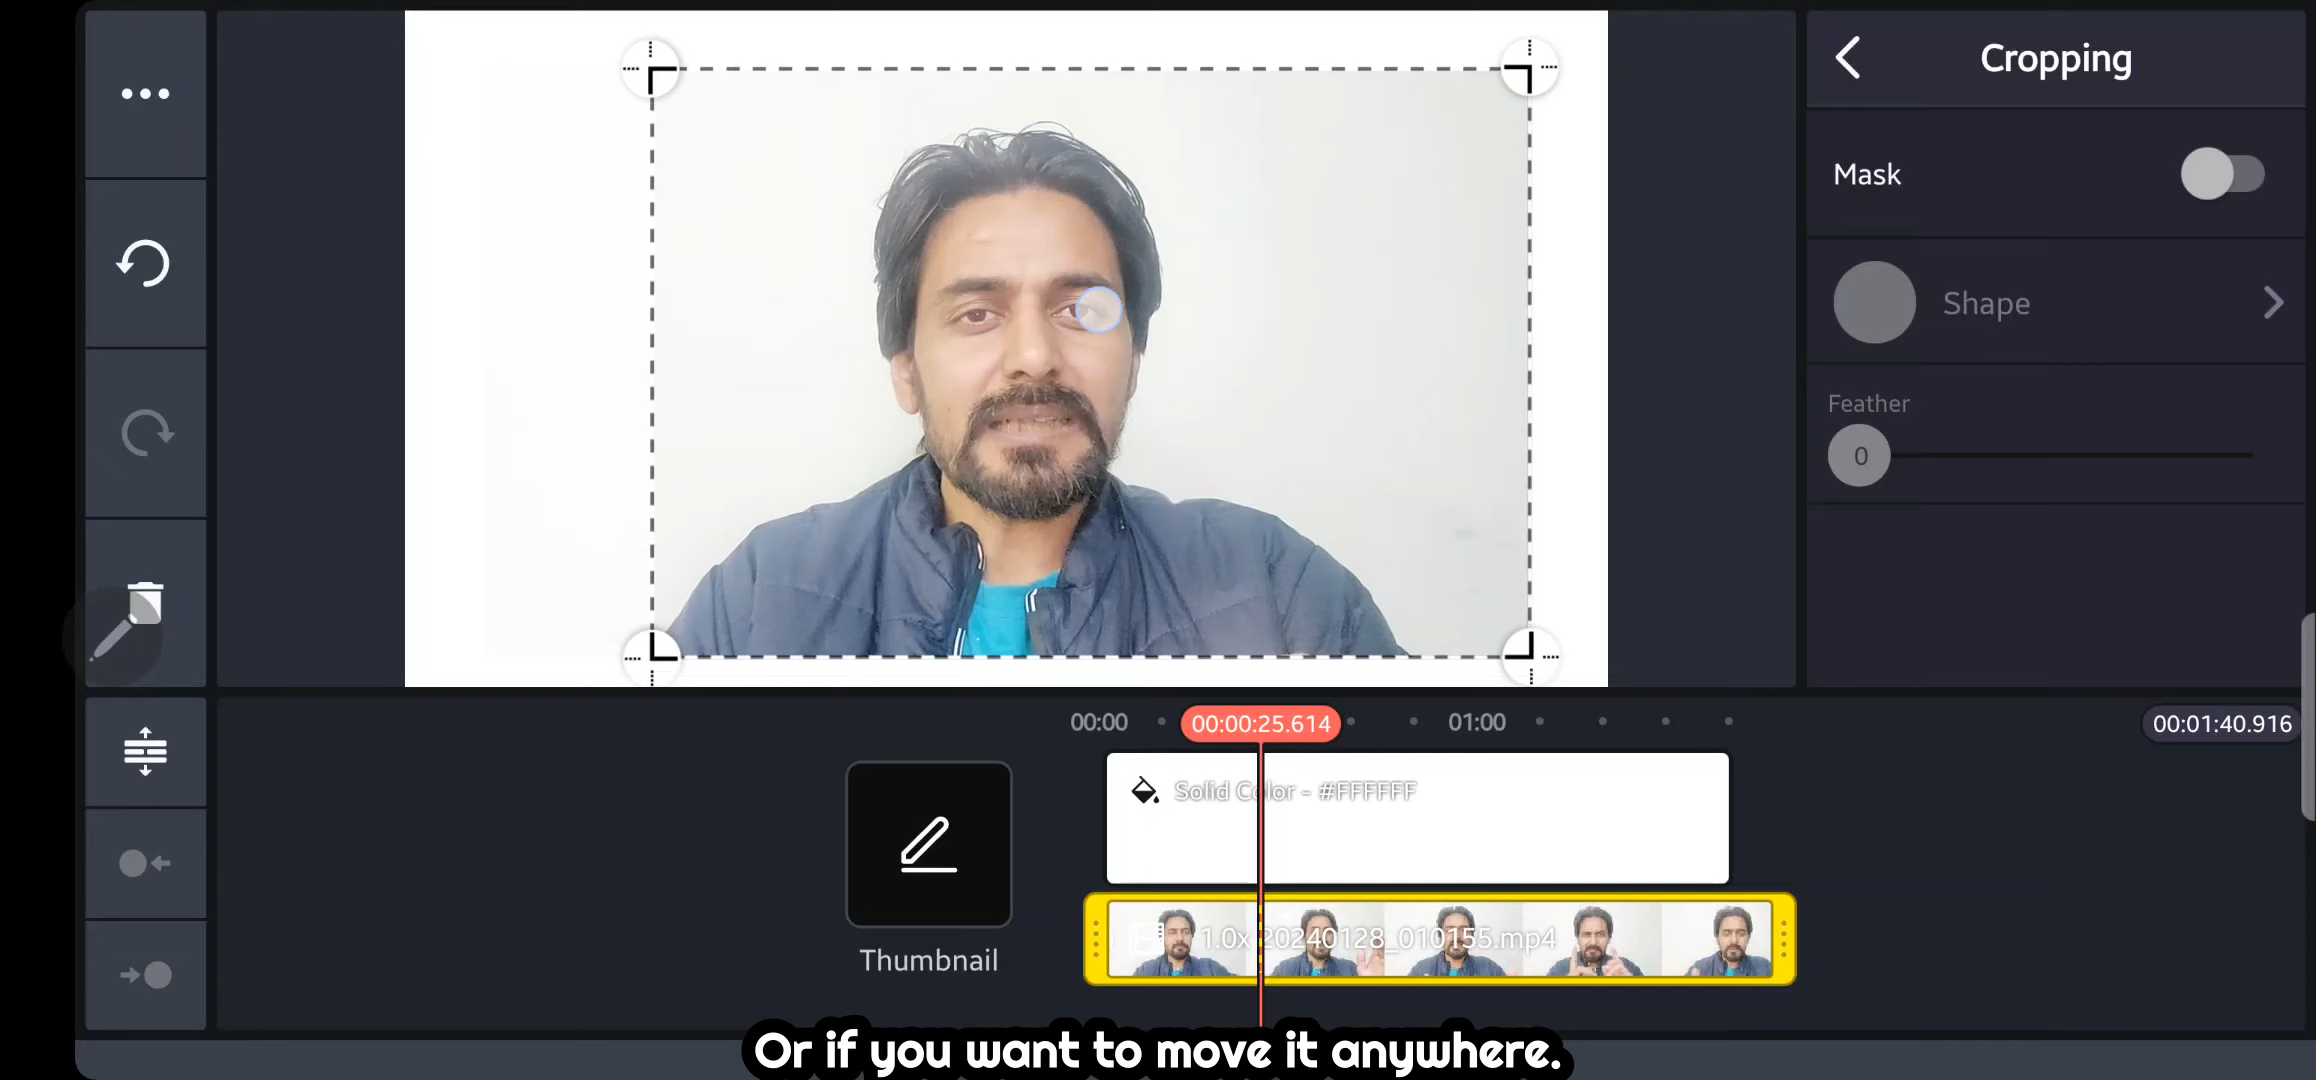 Cropping
Mask
Shape
Feather
0
00:00
00:00:25.614
01:00
00:01:40.916
Solid Color - #FFFFFF
1.0x 20240128_010155.mp4
Thumbnail
Or if you want to move it anywhere.